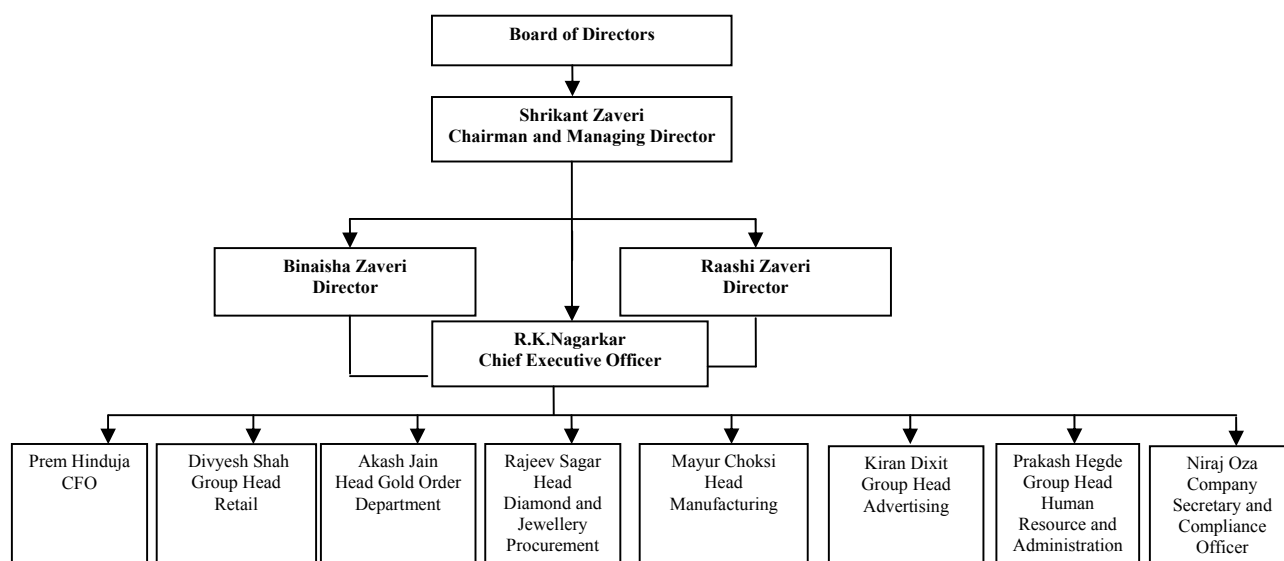 Board of Directors
Shrikant Zaveri
Chairman and Managing Director
Binaisha Zaveri
Director
Raashi Zaveri
Director
R.K.Nagarkar
Chief Executive Officer
Prem Hinduja
CFO
Divyesh Shah
Group Head
Retail
Akash Jain
Head Gold Order
Department
Rajeev Sagar
Head
Diamond and
Jewellery
Procurement
Mayur Choksi
Head
Manufacturing
Kiran Dixit
Group Head
Advertising
Prakash Hegde
Group Head
Human
Resource and
Administration
Niraj Oza
Company
Secretary and
Compliance
Officer